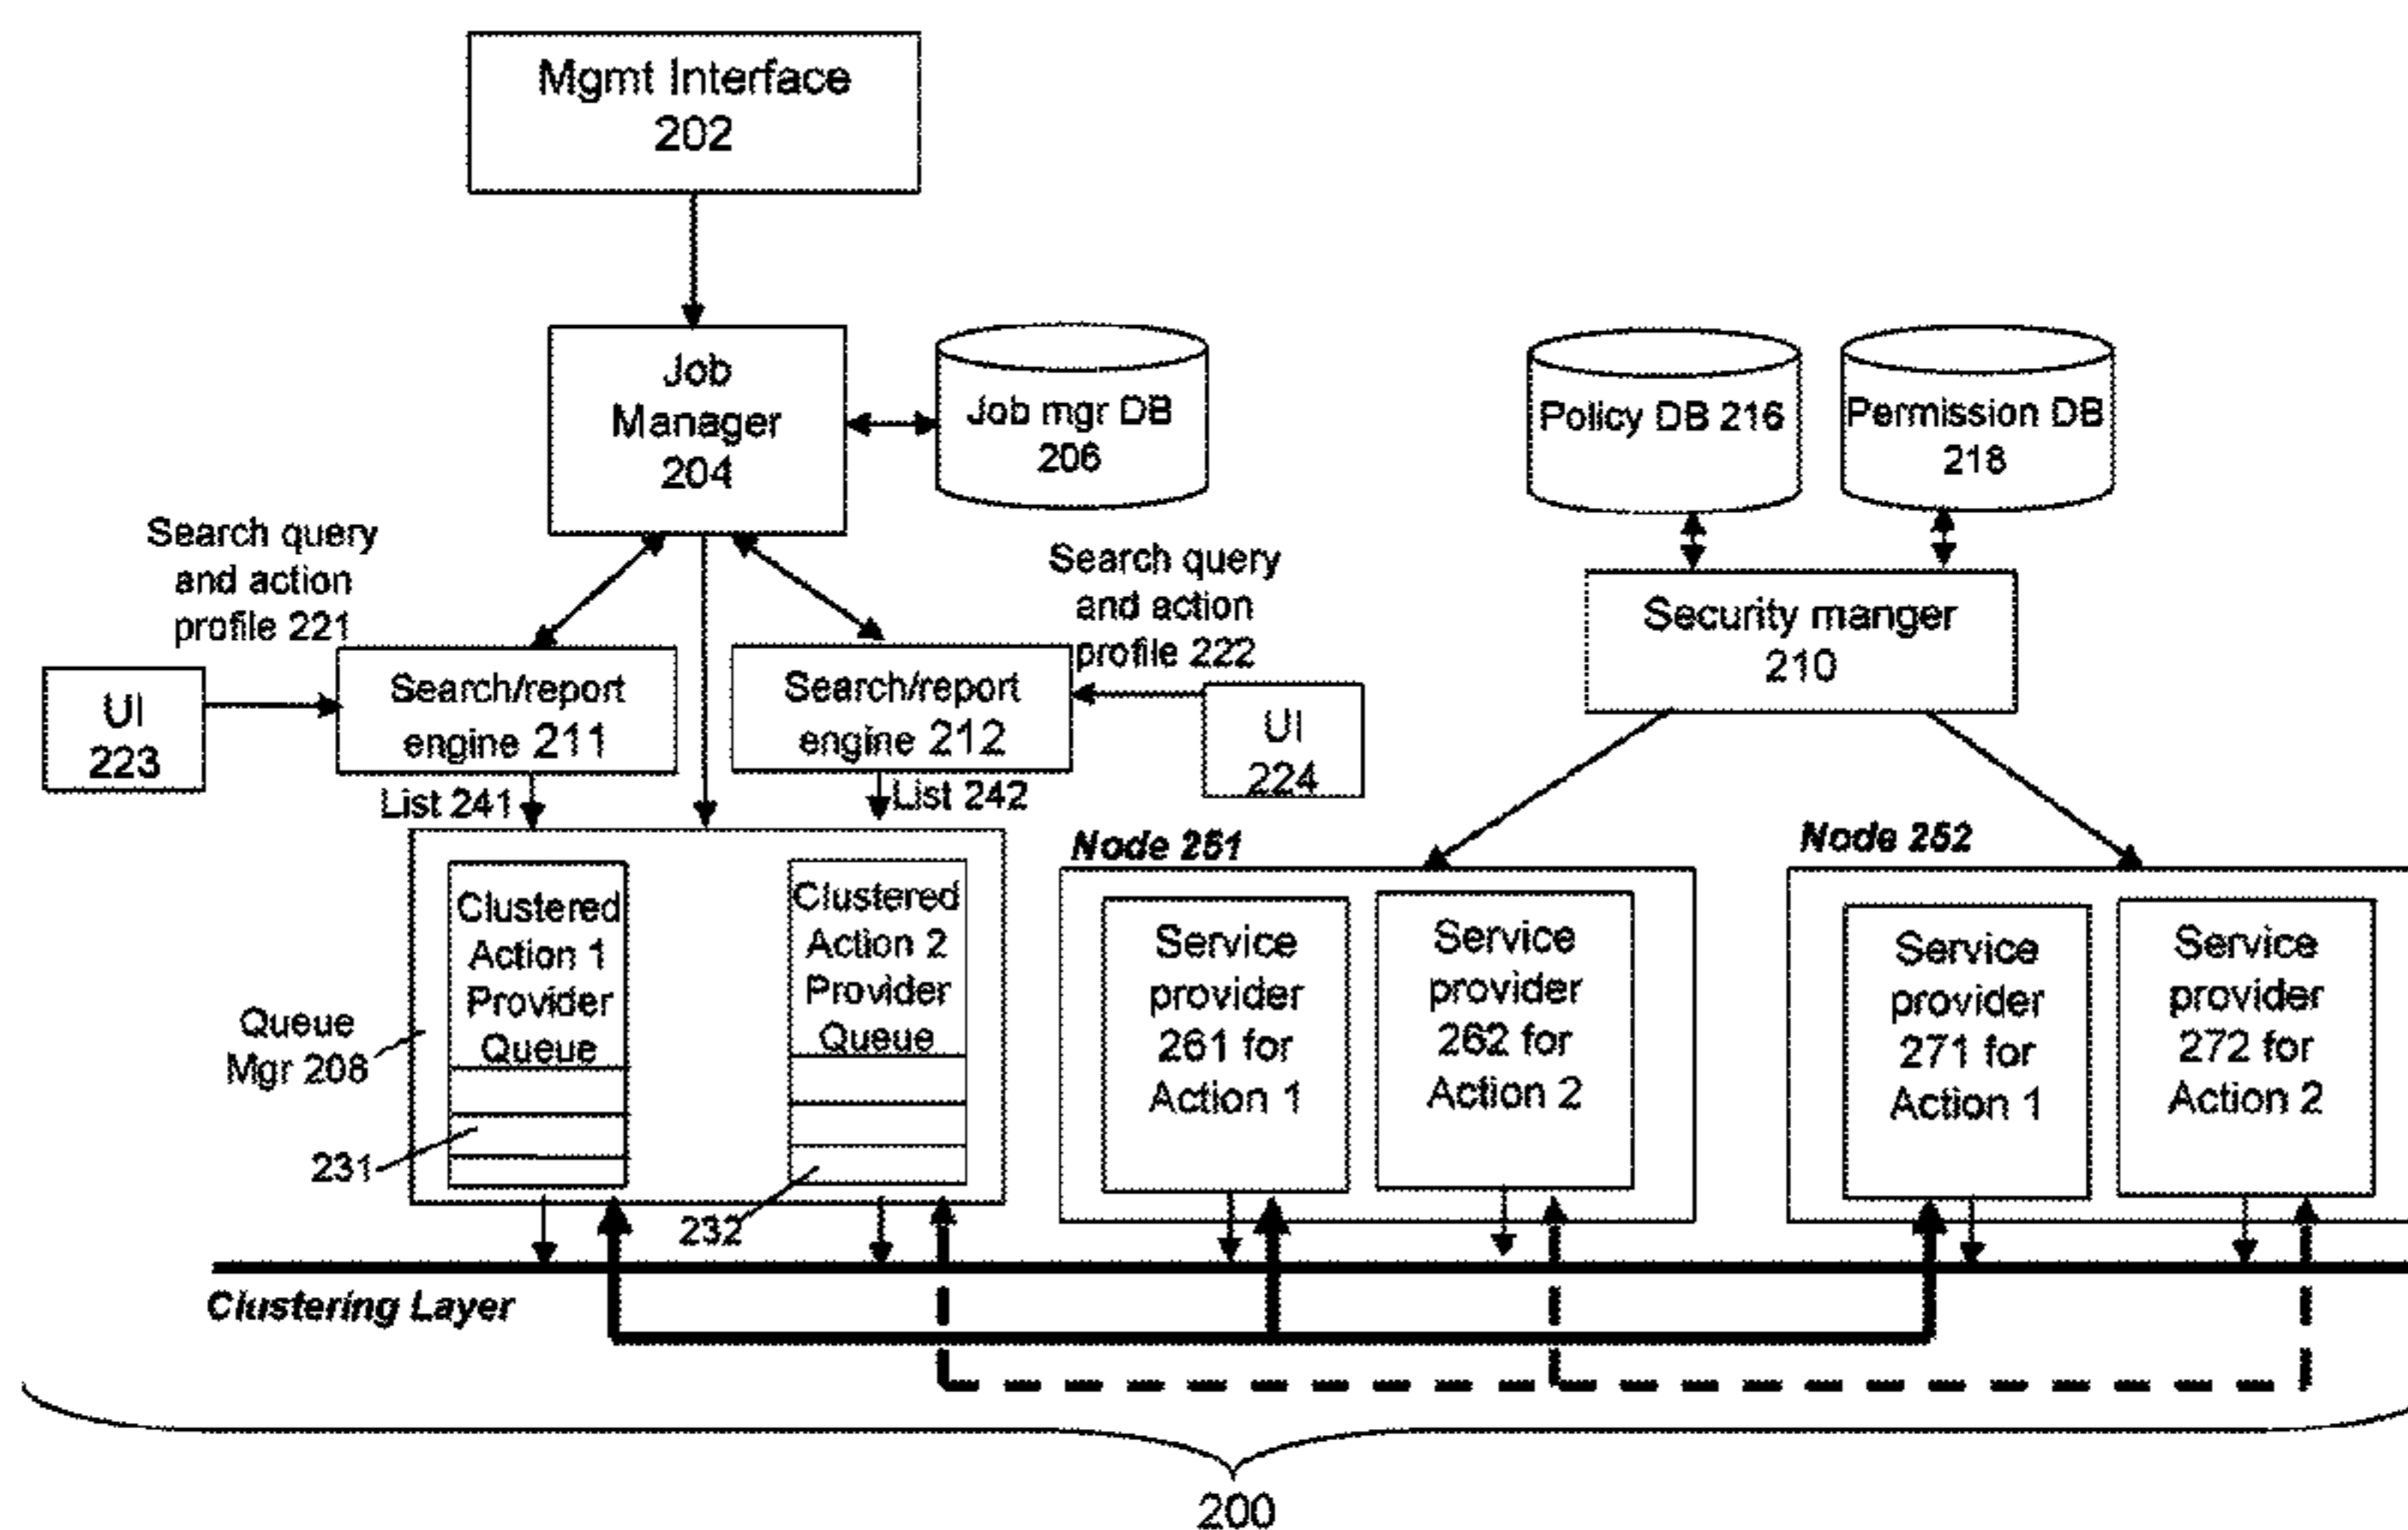 Mgmt Interface
202
Job
Manager
204
Job mgr DB
206
Policy DB 216
Permission DB
218
Search query
and action
profile 221
Search query
and action
profile 222
Security manger
210
UI
223
Search/report
engine 211
Search/report
engine 212
UI
224
List 241
List 242
Node 251
Node 252
Clustered
Action 1
Provider
Queue
Clustered
Action 2
Provider
Queue
Service
provider
261 for
Action 1
Service
provider
262 for
Action 2
Service
provider
271 for
Action 1
Service
provider
272 for
Action 2
Queue
Mgr 208
231
232
Clustering Layer
200